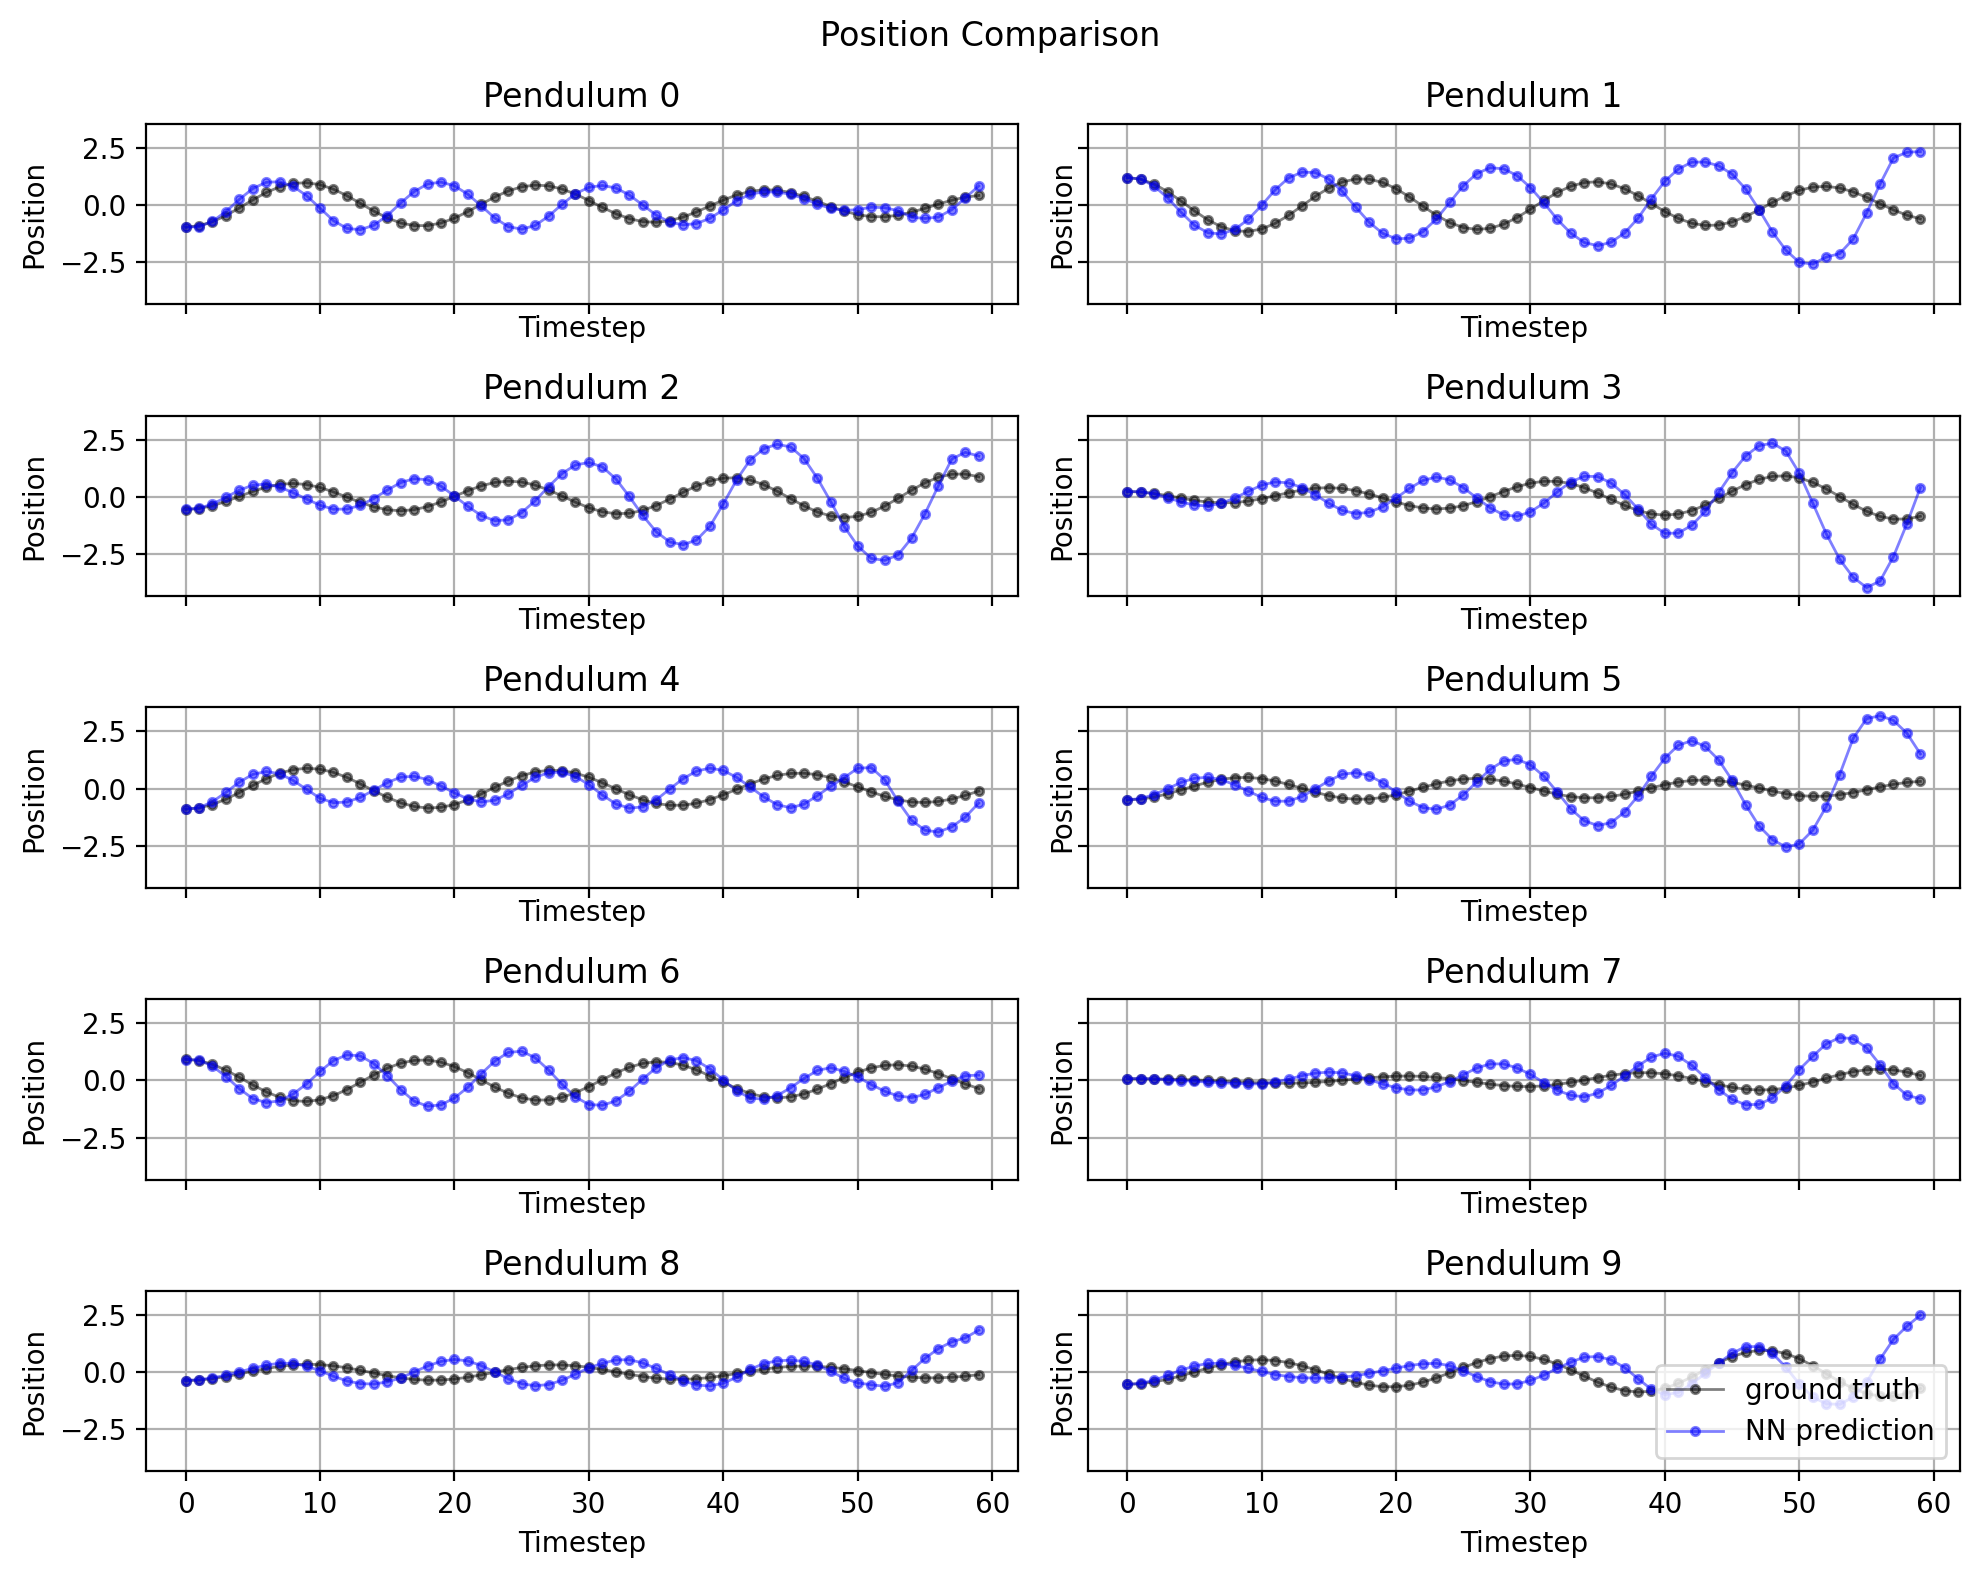 Position Comparison
Pendulum 0
2.5
0.0
−2.5
Position
Timestep
Pendulum 1
Position
Timestep
Pendulum 2
2.5
0.0
−2.5
Position
Timestep
Pendulum 3
Position
Timestep
Pendulum 4
2.5
0.0
−2.5
Position
Timestep
Pendulum 5
Position
Timestep
Pendulum 6
2.5
0.0
−2.5
Position
Timestep
Pendulum 7
Position
Timestep
Pendulum 8
2.5
0.0
−2.5
Position
0 10 20 30 40 50 60
Timestep
Pendulum 9
Position
ground truth
NN prediction
0 10 20 30 40 50 60
Timestep